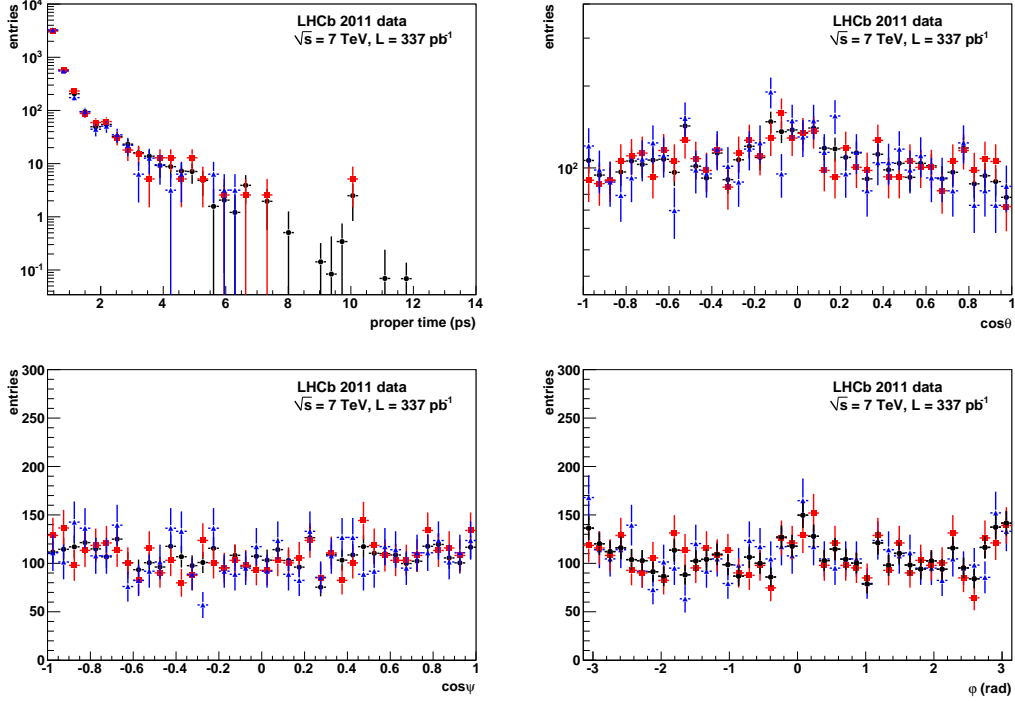 entries
LHCb 2011 data
√s = 7 TeV, L = 337 pb⁻¹
10⁴
10³
10²
10
1
10⁻¹
2 4 6 8 10 12 14
proper time (ps)
entries
LHCb 2011 data
√s = 7 TeV, L = 337 pb⁻¹
10²
-1 -0.8 -0.6 -0.4 -0.2 0 0.2 0.4 0.6 0.8 1
cosθ
entries
LHCb 2011 data
√s = 7 TeV, L = 337 pb⁻¹
300
250
200
150
100
50
0
-1 -0.8 -0.6 -0.4 -0.2 0 0.2 0.4 0.6 0.8 1
cosψ
entries
LHCb 2011 data
√s = 7 TeV, L = 337 pb⁻¹
300
250
200
150
100
50
0
-3 -2 -1 0 1 2 3
φ (rad)